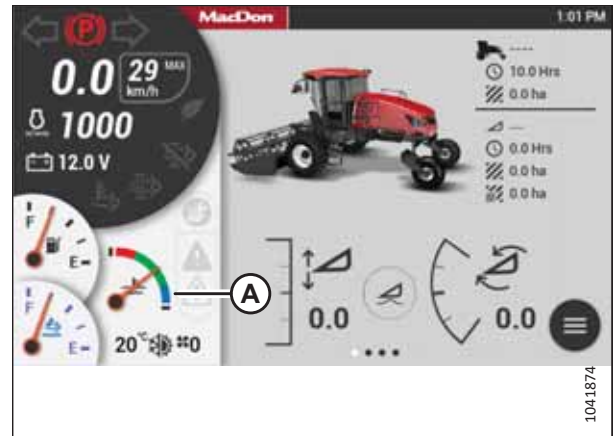 P
MacDon
1:01 PM
0.0
29 MAX
km/h
1000
12.0 V
----
10.0 Hrs
0.0 ha
---
0.0 Hrs
0.0 ha
0.0 ha
F
E
F
E
A
20°C
0
0.0
0.0
1041874